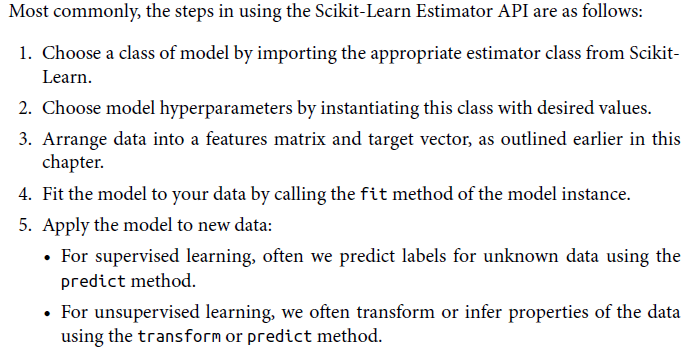 Most commonly, the steps in using the Scikit-Learn Estimator API are as follows:
1. Choose a class of model by importing the appropriate estimator class from Scikit-
Learn.
2. Choose model hyperparameters by instantiating this class with desired values.
3. Arrange data into a features matrix and target vector, as outlined earlier in this
chapter.
4. Fit the model to your data by calling the fit method of the model instance.
5. Apply the model to new data:
• For supervised learning, often we predict labels for unknown data using the
predict method.
• For unsupervised learning, we often transform or infer properties of the data
using the transform or predict method.